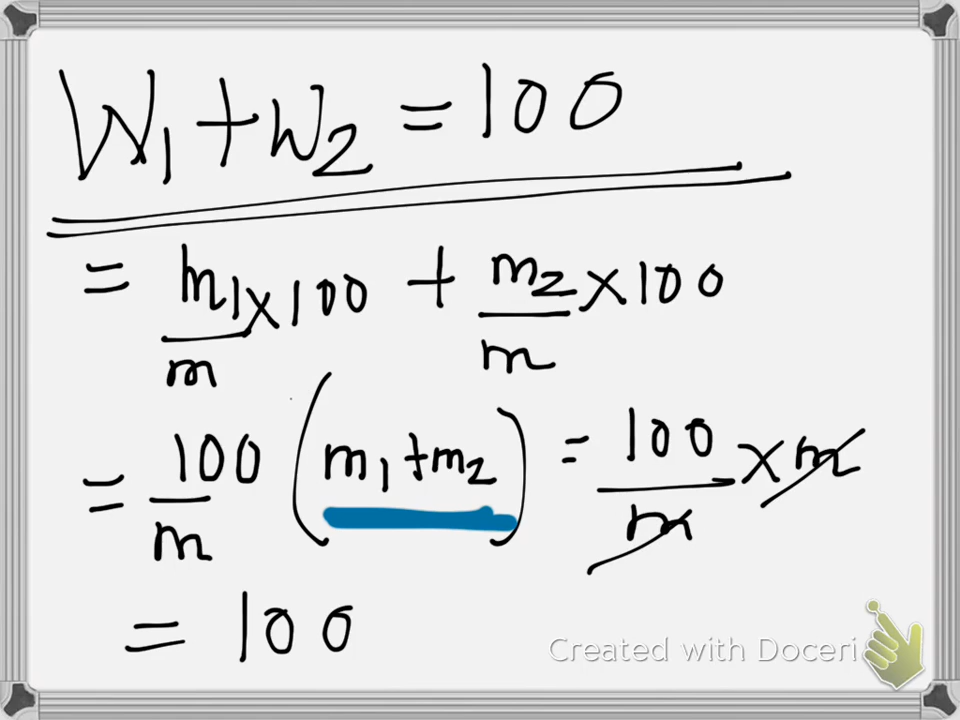 W₁ + W₂ = 100
= m₁/m × 100 + m₂/m × 100
= 100/m (m₁ + m₂) = 100/m × m
= 100
Created with Doceri